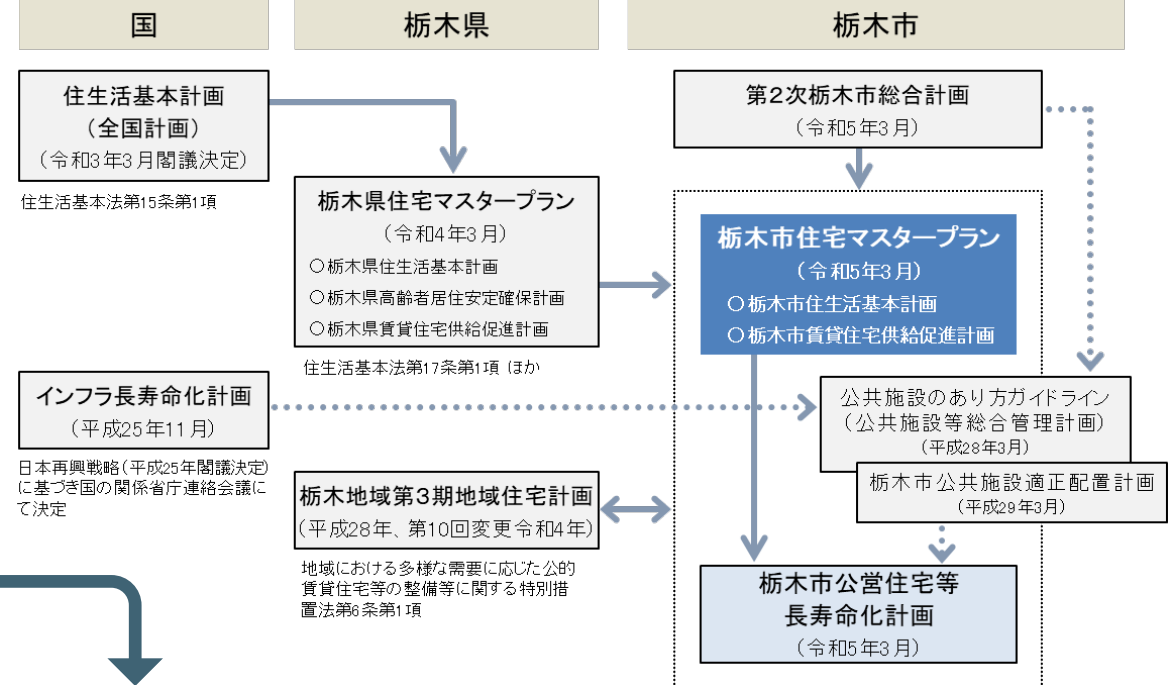 国
栃木県
栃木市
住生活基本計画
（全国計画）
（令和3年3月閣議決定）
住生活基本法第15条第1項
インフラ長寿命化計画
（平成25年11月）
日本再興戦略（平成25年閣議決定）
に基づき国の関係省庁連絡会議に
て決定
栃木県住宅マスタープラン
（令和4年3月）
○栃木県住生活基本計画
○栃木県高齢者居住安定確保計画
○栃木県賃貸住宅供給促進計画
住生活基本法第17条第1項 ほか
栃木地域第3期地域住宅計画
（平成28年、第10回変更令和4年）
地域における多様な需要に応じた公的
賃貸住宅等の整備等に関する特別措
置法第6条第1項
第2次栃木市総合計画
（令和5年3月）
栃木市住宅マスタープラン
（令和5年3月）
○栃木市住生活基本計画
○栃木市賃貸住宅供給促進計画
公共施設のあり方ガイドライン
（公共施設等総合管理計画）
（平成28年3月）
栃木市公共施設適正配置計画
（平成29年3月）
栃木市公営住宅等
長寿命化計画
（令和5年3月）